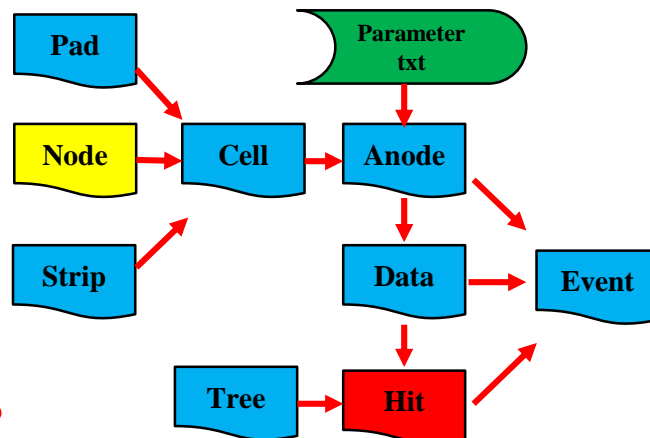 Pad
Parameter
txt
Node
Cell
Anode
Strip
Data
Event
Tree
Hit